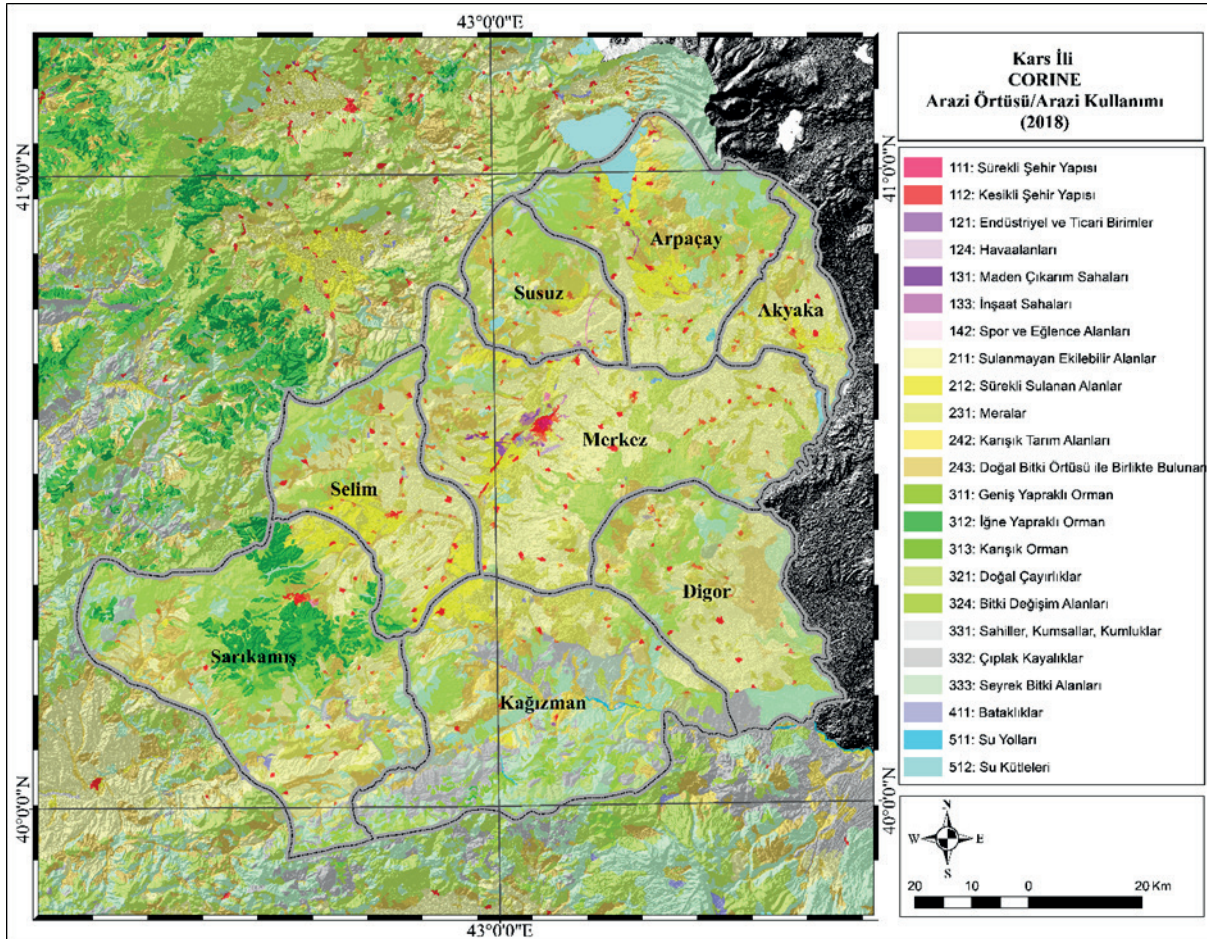 43°0'0"E
41°0'0"N
41°0'0"N
Arpaçay
Susuz
Akyaka
Merkez
Selim
Digor
Sarıkamış
Kağızman
40°0'0"N
40°0'0"N
43°0'0"E
Kars İli
CORINE
Arazi Örtüsü/Arazi Kullanımı
(2018)
111: Sürekli Şehir Yapısı
112: Kesikli Şehir Yapısı
121: Endüstriyel ve Ticari Birimler
124: Havaalanları
131: Maden Çıkarım Sahaları
133: İnşaat Sahaları
142: Spor ve Eğlence Alanları
211: Sulanmayan Ekilebilir Alanlar
212: Sürekli Sulanan Alanlar
231: Meralar
242: Karışık Tarım Alanları
243: Doğal Bitki Örtüsü ile Birlikte Bulunan
311: Geniş Yapraklı Orman
312: İğne Yapraklı Orman
313: Karışık Orman
321: Doğal Çayırlıklar
324: Bitki Değişim Alanları
331: Sahiller, Kumsallar, Kumluklar
332: Çıplak Kayalıklar
333: Seyrek Bitki Alanları
411: Bataklıklar
511: Su Yolları
512: Su Kütleleri
N
W E
S
20 10 0 20 Km